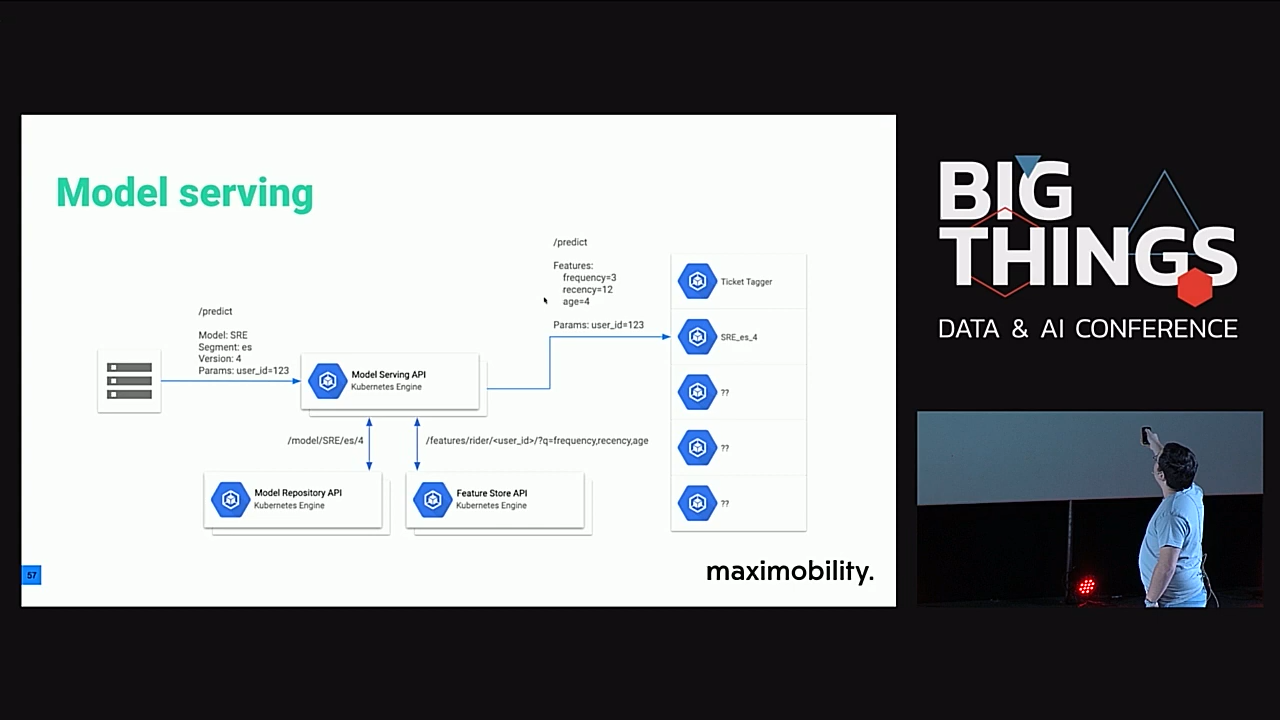 Model serving
/predict
Features:
frequency=3
recency=12
age=4
Params: user_id=123
/predict
Model: SRE
Segment: es
Version: 4
Params: user_id=123
Model Serving API
Kubernetes Engine
/model/SRE/es/4
/features/rider/<user_id>/?q=frequency,recency,age
Model Repository API
Kubernetes Engine
Feature Store API
Kubernetes Engine
Ticket Tagger
SRE_es_4
??
??
??
57
maximobility.
BIG
THINGS
DATA & AI CONFERENCE